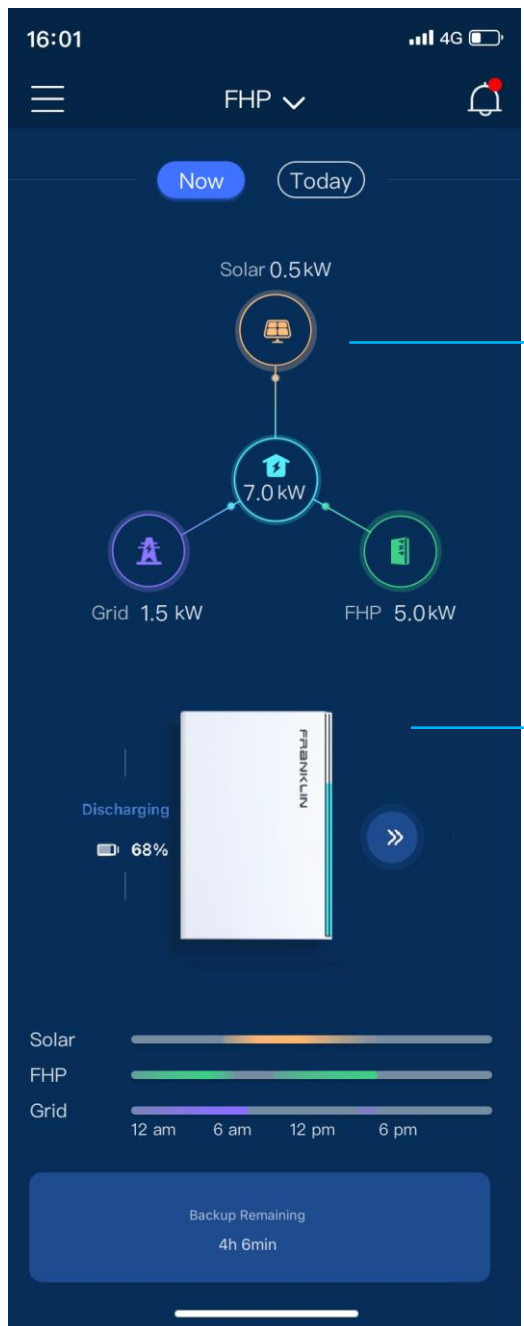 16:01 4G
FHP
Now Today
Solar 0.5kW
7.0 kW
Grid 1.5 kW FHP 5.0kW
FRANKLIN
Discharging
68%
Solar
FHP
Grid
12 am 6 am 12 pm 6 pm
Backup Remaining
4h 6min